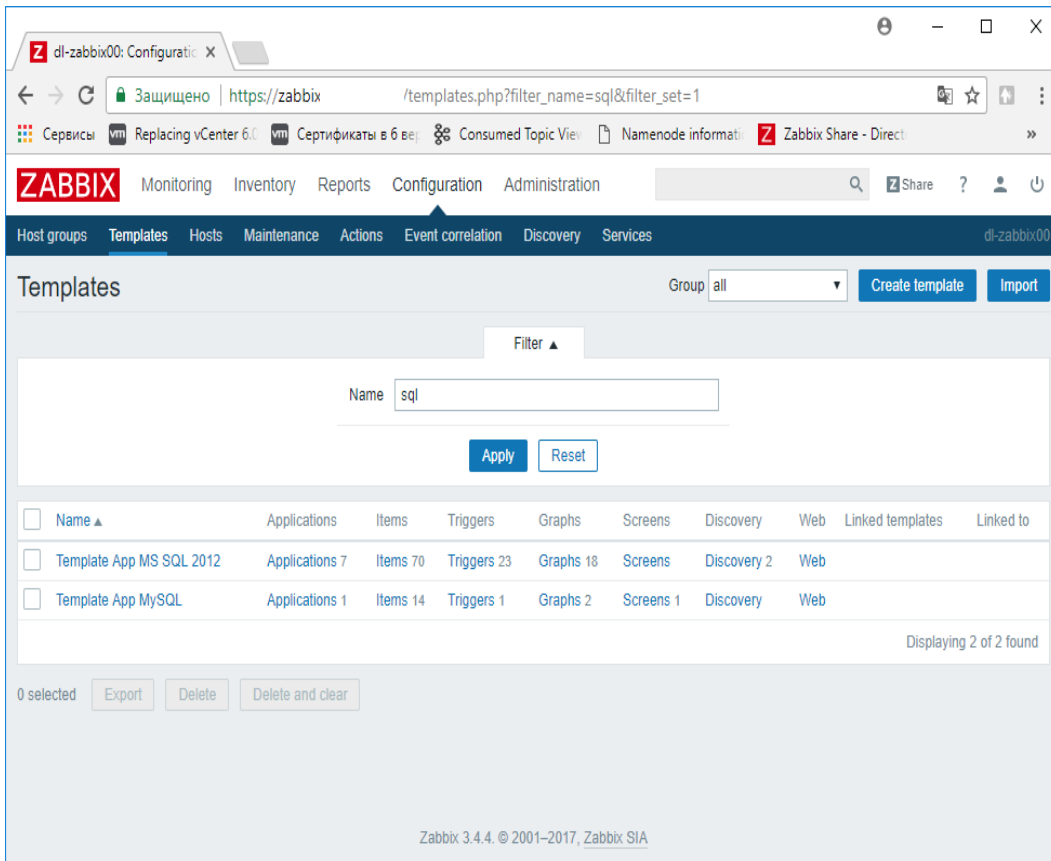 Z dl-zabbix00: Configuratic X
Защищено | https://zabbix /templates.php?filter_name=sql&filter_set=1
Сервисы vm Replacing vCenter 6.0 vm Сертификаты в 6 вер Consumed Topic View Namenode informati Z Zabbix Share - Direct »
ZABBIX Monitoring Inventory Reports Configuration Administration Z Share ?
Host groups Templates Hosts Maintenance Actions Event correlation Discovery Services dl-zabbix00
Templates Group all ▼ Create template Import
Filter ▲
Name sql
Apply Reset
Name ▲ Applications Items Triggers Graphs Screens Discovery Web Linked templates Linked to
Template App MS SQL 2012 Applications 7 Items 70 Triggers 23 Graphs 18 Screens Discovery 2 Web
Template App MySQL Applications 1 Items 14 Triggers 1 Graphs 2 Screens 1 Discovery Web
Displaying 2 of 2 found
0 selected Export Delete Delete and clear
Zabbix 3.4.4. © 2001–2017, Zabbix SIA